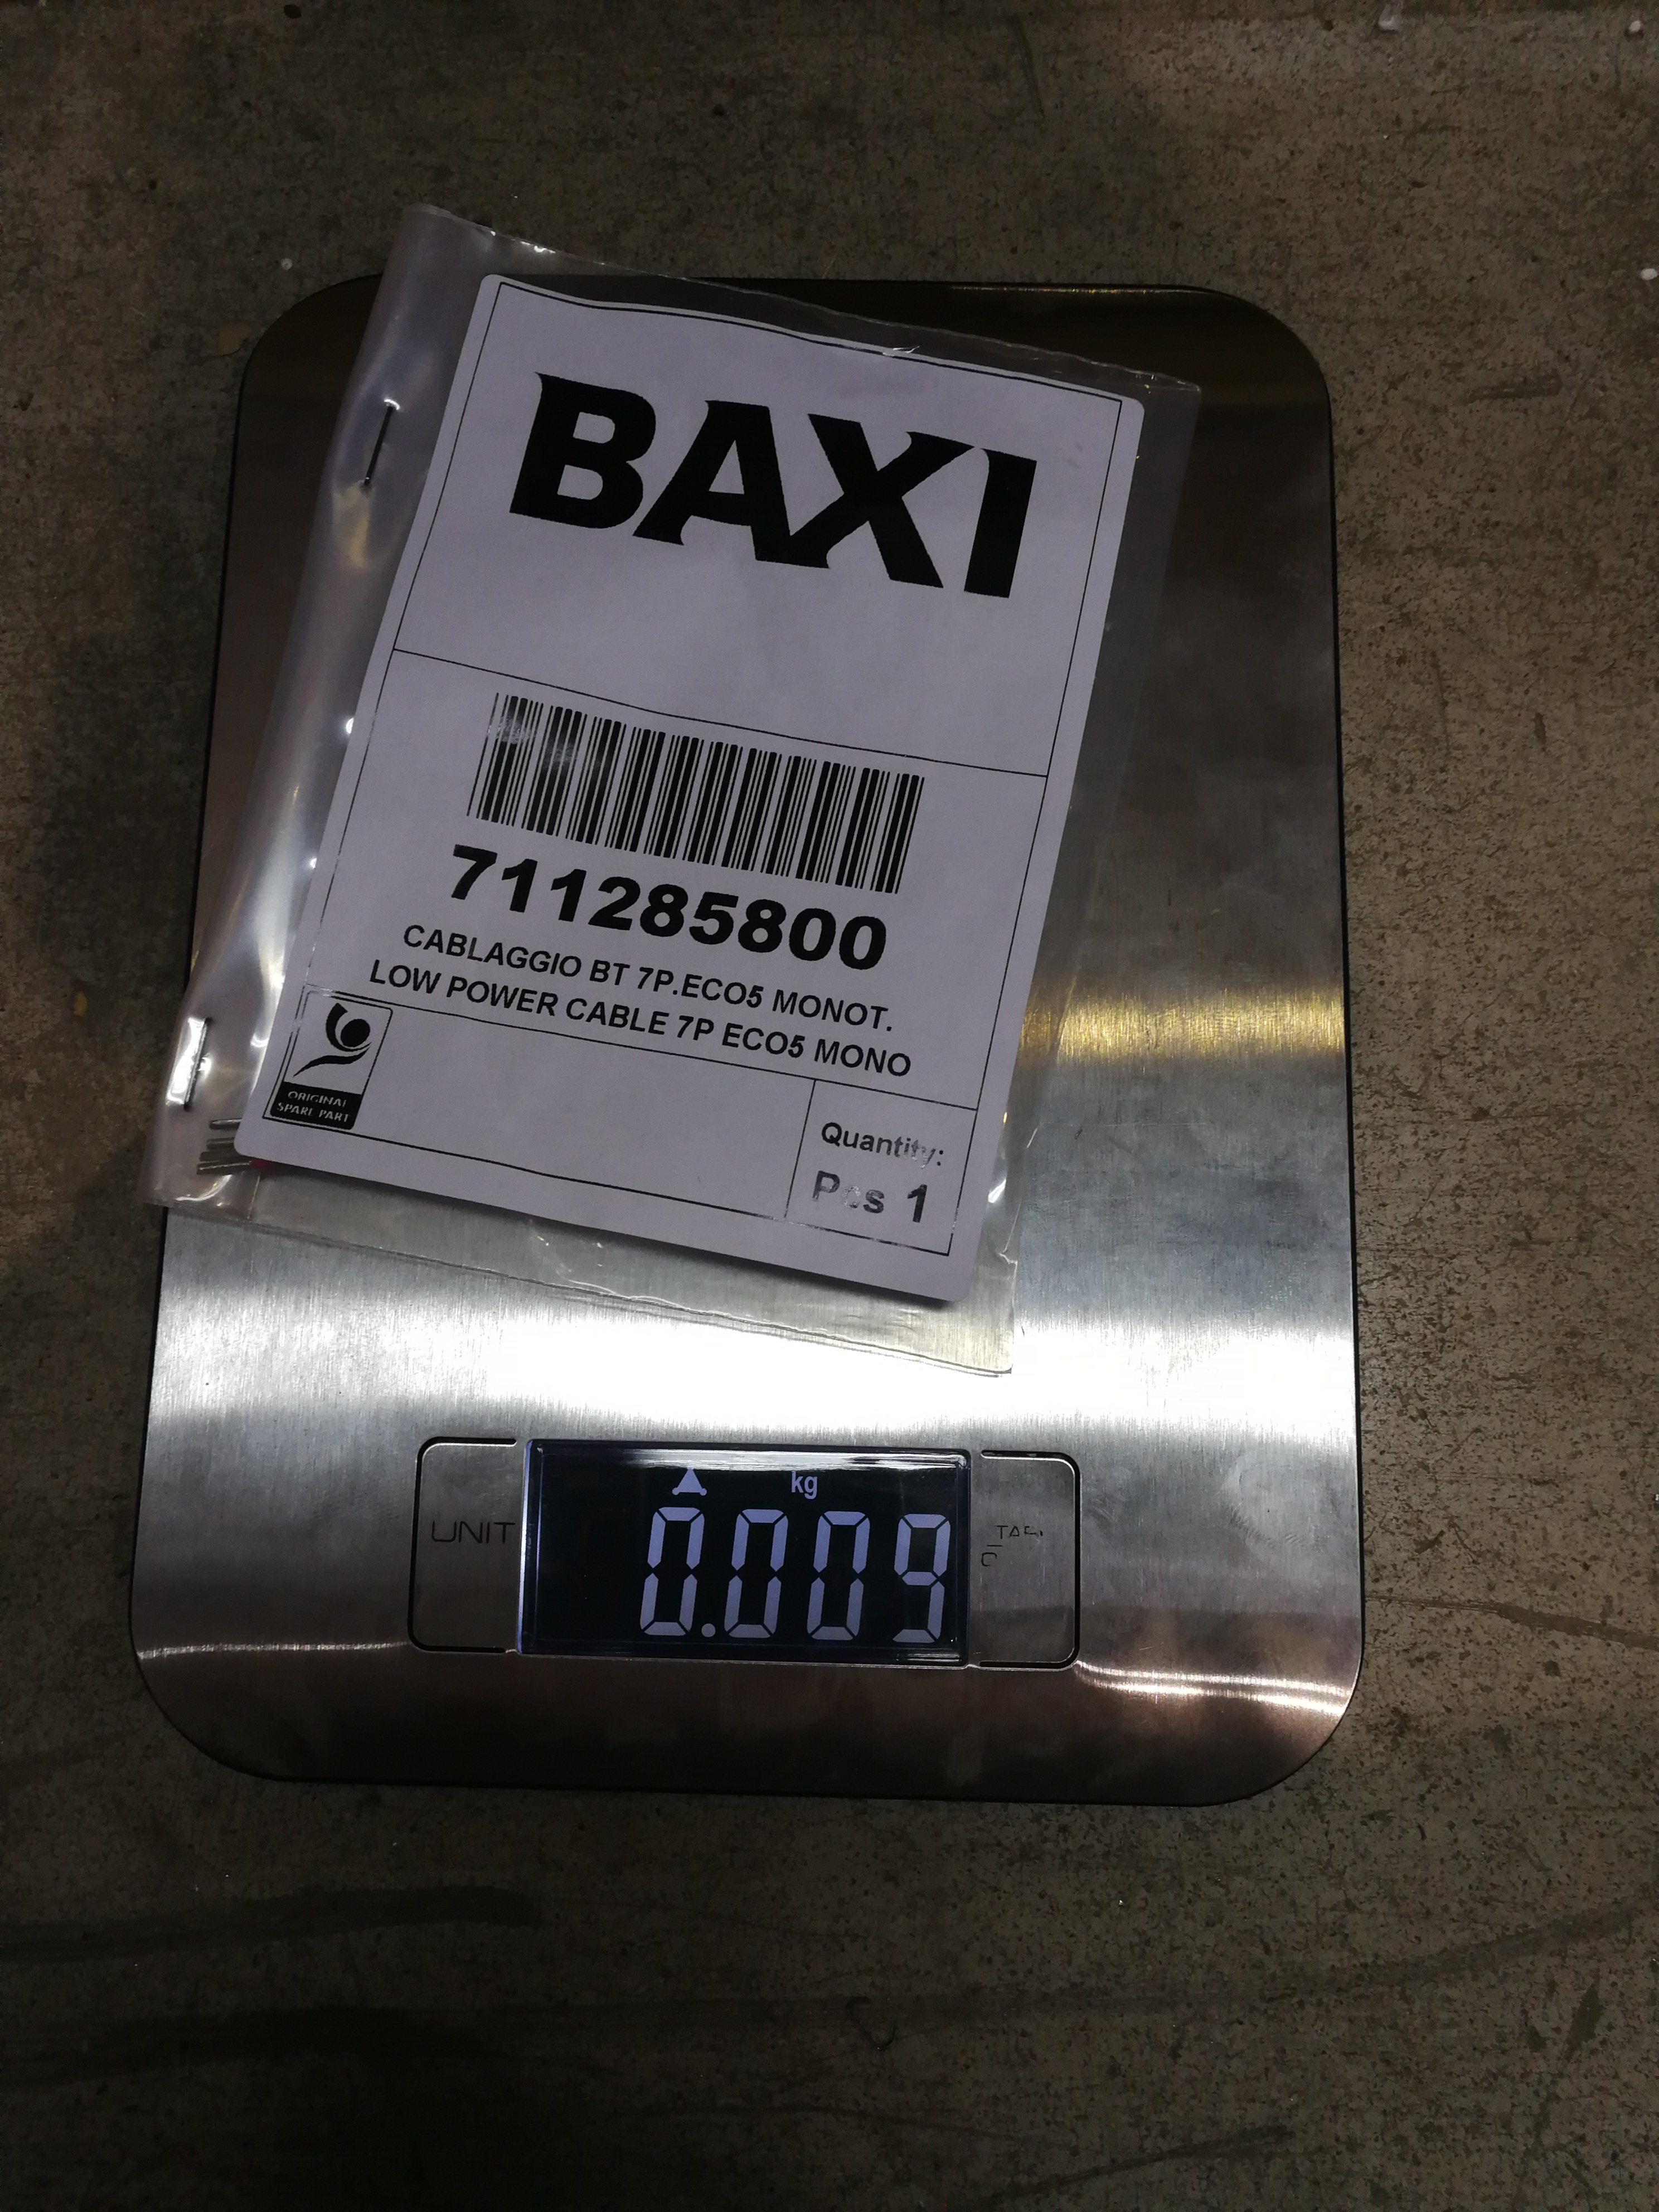 BAXI
711285800
CABLAGGIO BT 7P.ECO5 MONOT.
LOW POWER CABLE 7P ECO5 MONO
ORIGINAL
SPARE PART
Quantity:
Pcs 1
kg
UNIT
0.009